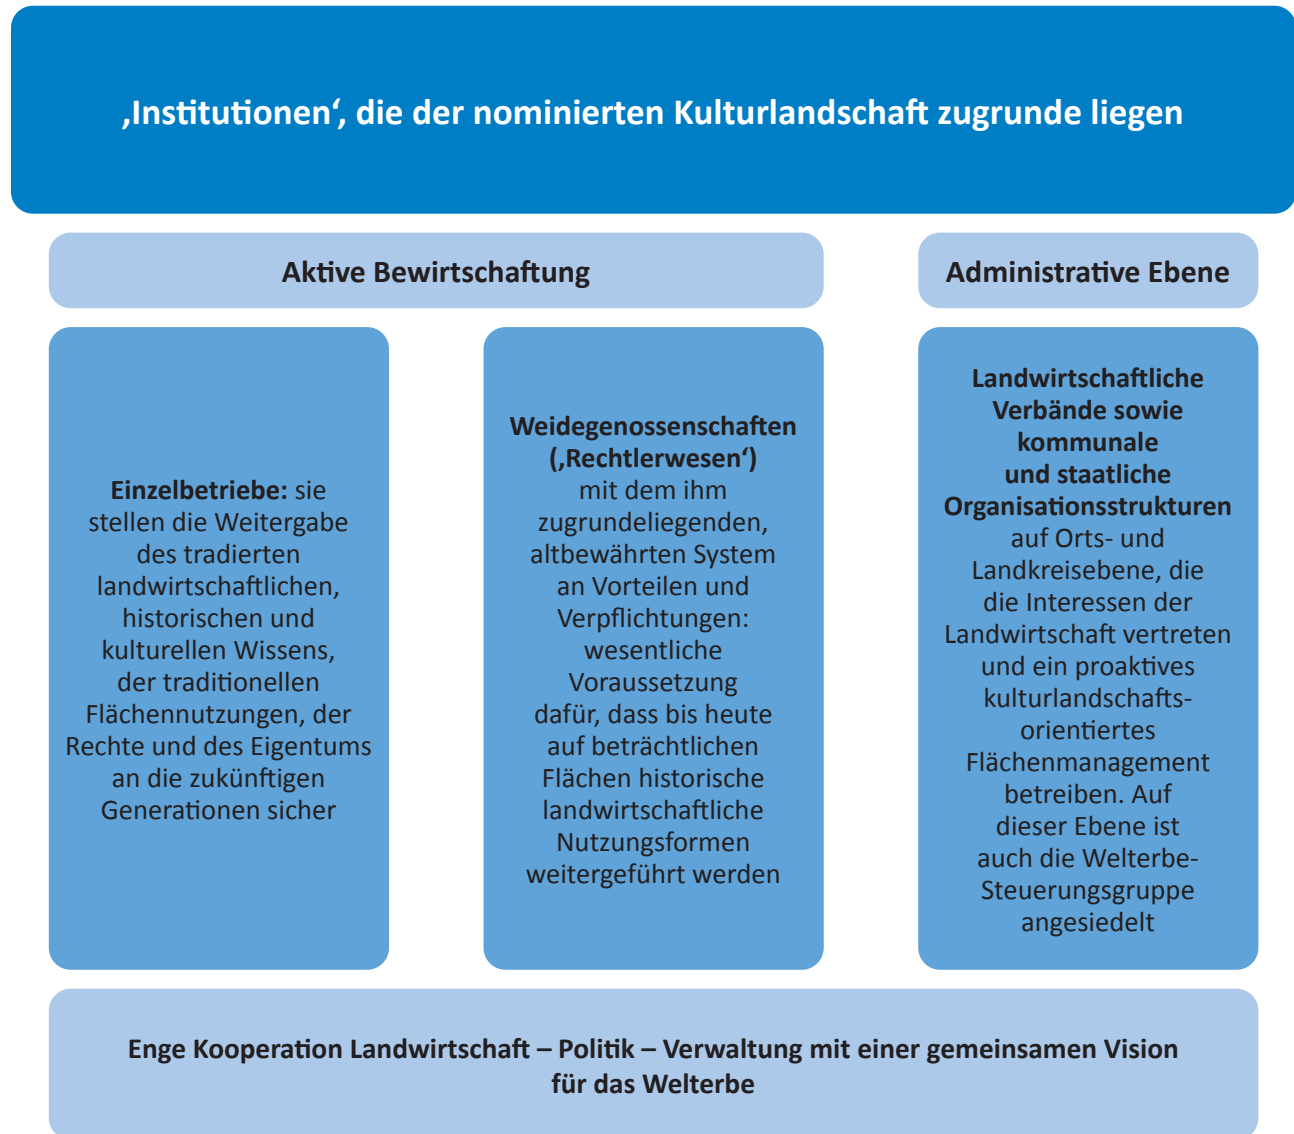 ‚Institutionen‘, die der nominierten Kulturlandschaft zugrunde liegen
Aktive Bewirtschaftung
Administrative Ebene
Einzelbetriebe: sie
stellen die Weitergabe
des tradierten
landwirtschaftlichen,
historischen und
kulturellen Wissens,
der traditionellen
Flächennutzungen, der
Rechte und des Eigentums
an die zukünftigen
Generationen sicher
Weidegenossenschaften
(‚Rechtlerwesen‘)
mit dem ihm
zugrundeliegenden,
altbewährten System
an Vorteilen und
Verpflichtungen:
wesentliche
Voraussetzung
dafür, dass bis heute
auf beträchtlichen
Flächen historische
landwirtschaftliche
Nutzungsformen
weitergeführt werden
Landwirtschaftliche
Verbände sowie
kommunale
und staatliche
Organisationsstrukturen
auf Orts- und
Landkreisebene, die
die Interessen der
Landwirtschaft vertreten
und ein proaktives
kulturlandschafts-
orientiertes
Flächenmanagement
betreiben. Auf
dieser Ebene ist
auch die Welterbe-
Steuerungsgruppe
angesiedelt
Enge Kooperation Landwirtschaft – Politik – Verwaltung mit einer gemeinsamen Vision
für das Welterbe